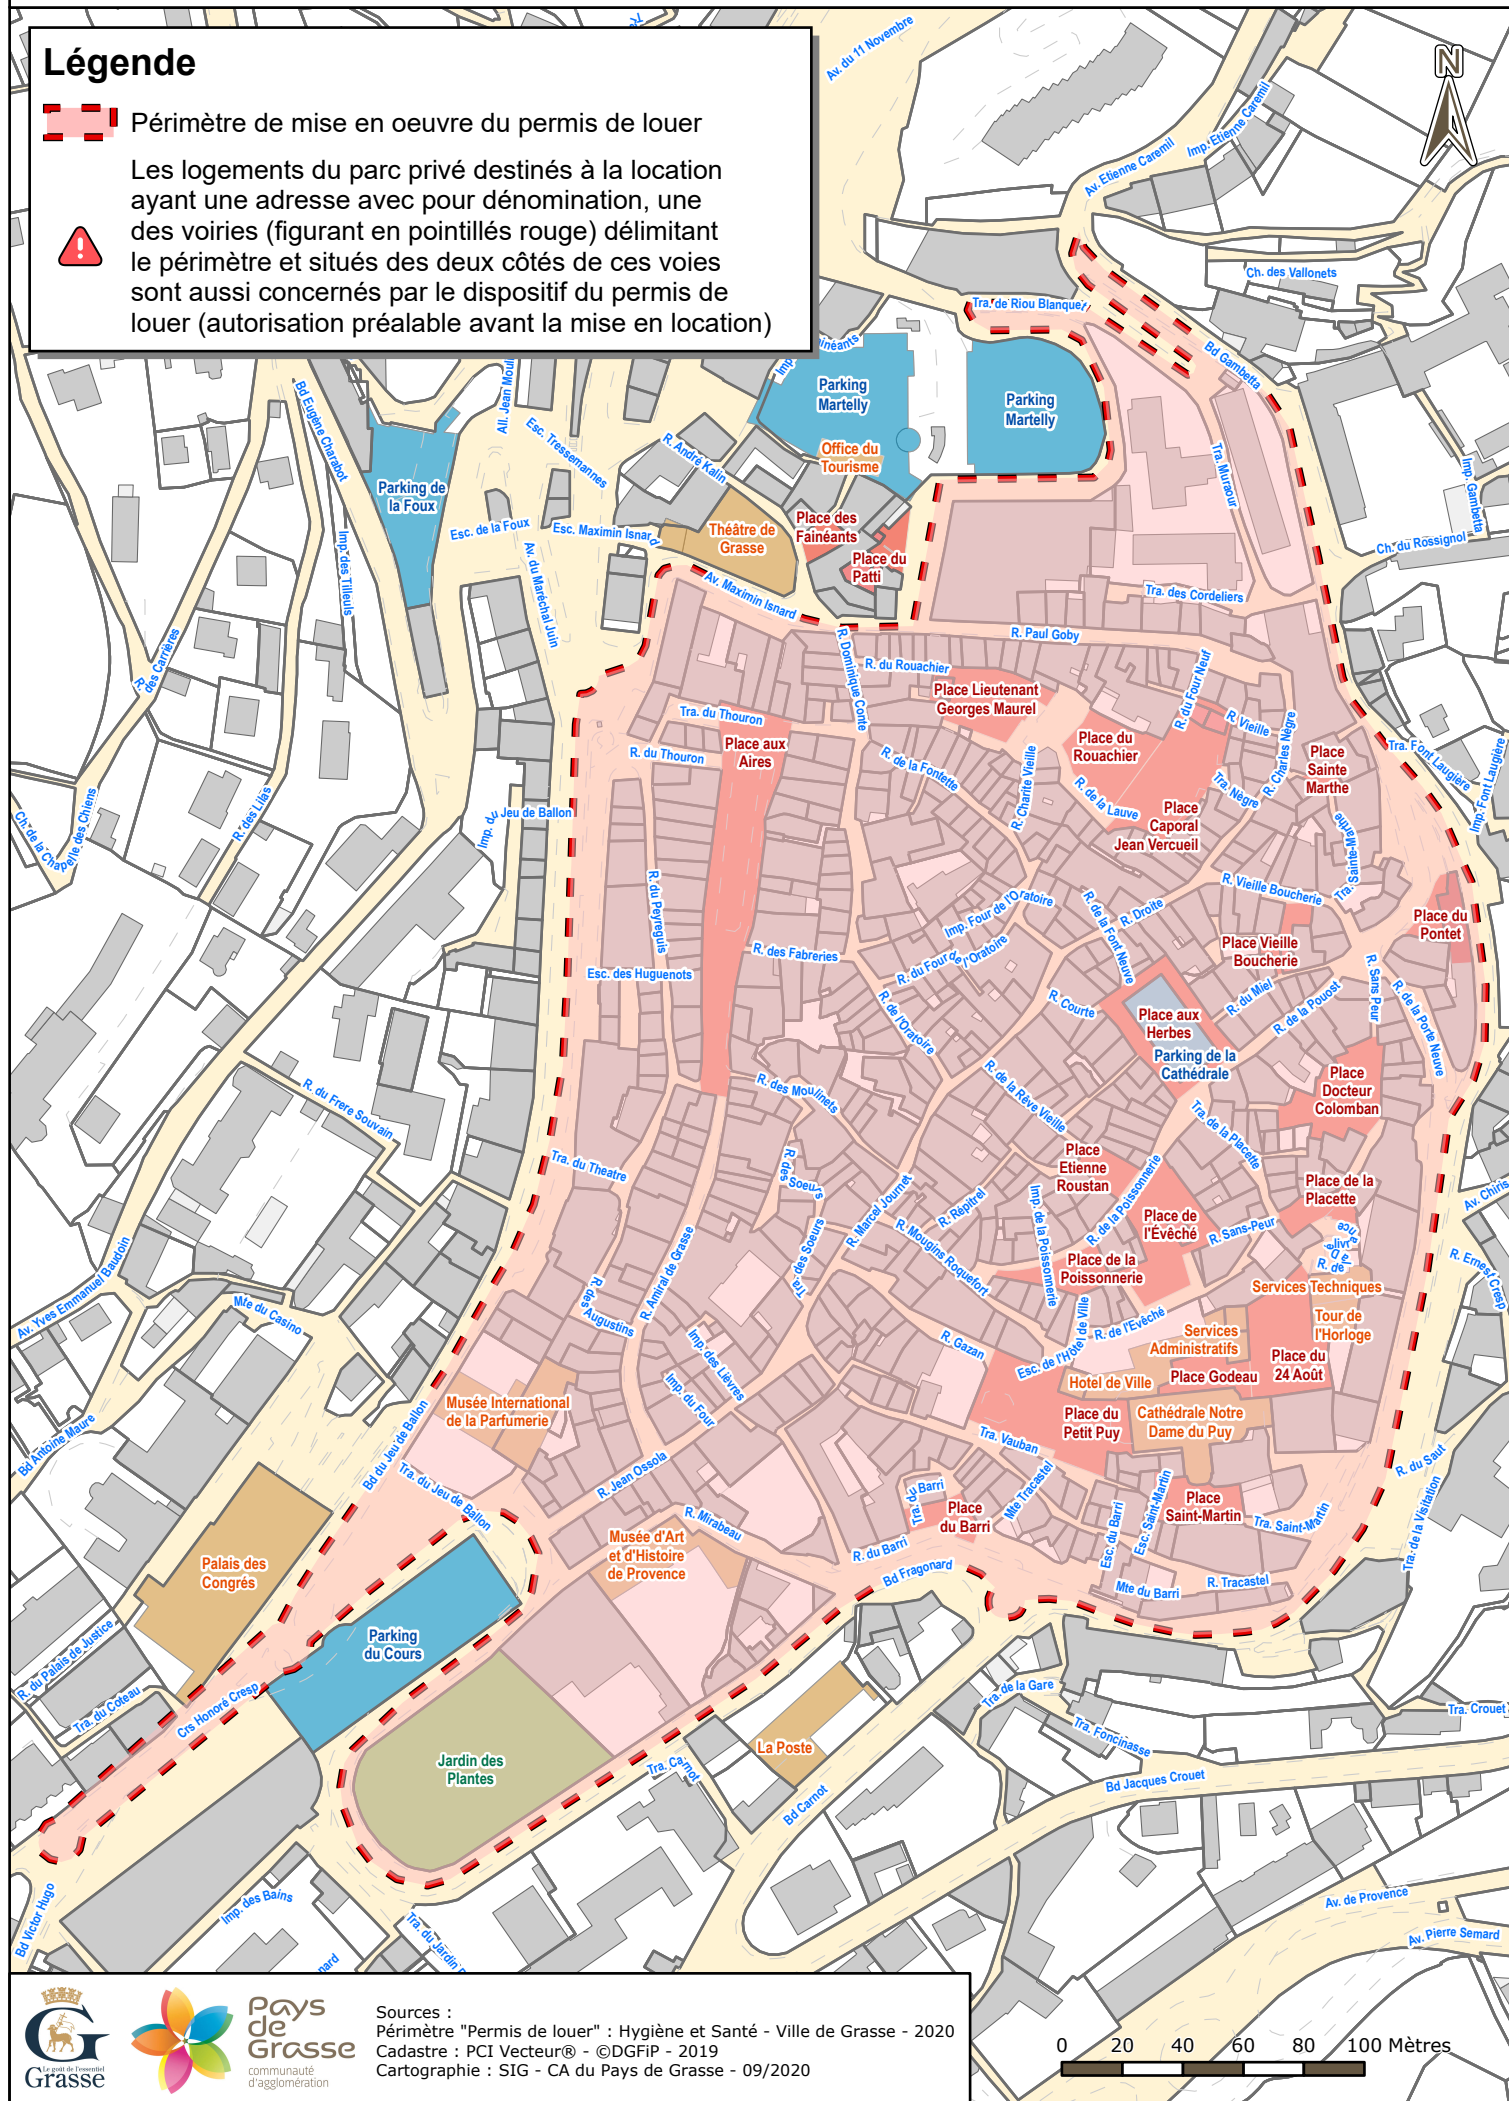 Légende
Périmètre de mise en oeuvre du permis de louer
Les logements du parc privé destinés à la location
ayant une adresse avec pour dénomination, une
des voiries (figurant en pointillés rouge) délimitant
le périmètre et situés des deux côtés de ces voies
sont aussi concernés par le dispositif du permis de
louer (autorisation préalable avant la mise en location)
N
Av. du 11 Novembre
Imp. Etienne Caremil
Av. Etienne Caremil
Ch. des Vallonets
Tra. de Riou Blanquet
Bd Gambetta
Imp.
inéants
Parking
Martelly
Parking
Martelly
Office du
Tourisme
Bd Eugène Charabot
All. Jean Moul
Esc. Tressemannes
R. André Kalin
Parking de
la Foux
Esc. de la Foux
Esc. Maximin Isnard
Théâtre de
Grasse
Place des
Fainéants
Place du
Patti
Tra. Muraour
Imp. Gambetta
Ch. du Rossignol
Imp. des Tilleuls
Av. du Maréchal Juin
Av. Maximin Isnard
Tra. des Cordeliers
R. Paul Goby
R. des Carrières
R. Dominique Conte
R. du Rouachier
R. du Four Neuf
Place Lieutenant
Georges Maurel
Tra. du Thouron
R. du Thouron
Place aux
Aires
R. de la Fontette
R. Charite Vieille
Place du
Rouachier
R. Vieille
R. Charles Nègre
Tra. Nègre
Place
Sainte
Marthe
Tra. Font Laugière
Imp. Font Laugière
R. de la Lauve
Place
Caporal
Jean Vercueil
Tra. Sainte-Marthe
Ch. de la Chapelle des Chiens
R. des Lilas
Imp. du Jeu de Ballon
R. du Peyreguis
R. Vieille Boucherie
Imp. Four de l'Oratoire
R. de la Font Neuve
R. Droite
Place du
Pontet
R. des Fabreries
R. du Four de l'Oratoire
Place Vieille
Boucherie
Esc. des Huguenots
R. du Miel
R. de la Pouost
R. Sans Peur
R. de la Porte Neuve
R. de l'Oratoire
R. Courte
Place aux
Herbes
Parking de la
Cathédrale
R. de la Rêve Vieille
Place
Docteur
Colomban
R. du Frere Souvain
R. des Moulinets
Tra. de la Placette
Tra. du Theatre
R. des Soeurs
Place
Etienne
Roustan
R. de la Poissonnerie
Place de la
Placette
Av. Chiris
R. Marcel Journet
R. Répitrel
Imp. de la Poissonnerie
Place de
l'Évêché
R. Sans-Peur
R. Mougins Roquefort
R. de la Délivrance
R. Ernest Cresp
Tra. des Soeurs
R. Amiral de Grasse
Place de la
Poissonnerie
Services Techniques
Av. Yves Emmanuel Baudoin
Mte du Casino
R. des Augustins
Imp. des Lièvres
Imp. du Four
R. Gazan
Esc. de l'Hôtel de Ville
R. de l'Evêché
Services
Administratifs
Tour de
l'Horloge
Hotel de Ville
Place Godeau
Place du
24 Août
Musée International
de la Parfumerie
Bd Antoine Maure
Bd du Jeu de Ballon
Place du
Petit Puy
Cathédrale Notre
Dame du Puy
Tra. Vauban
R. du Saut
Tra. du Jeu de Ballon
R. Jean Ossola
R. Mirabeau
Tra. du Barri
Place
du Barri
Mte Tracastel
Esc. du Barri
Esc. Saint-Martin
Place
Saint-Martin
Tra. Saint-Martin
Tra. de la Visitation
Palais des
Congrés
Musée d'Art
et d'Histoire
de Provence
R. du Barri
Bd Fragonard
Mte du Barri
R. Tracastel
R. du Palais de Justice
Tra. du Coteau
Crs Honoré Cresp
Parking
du Cours
Tra. de la Gare
Tra. Foncinasse
Tra. Crouet
Jardin des
Plantes
La Poste
Tra. Carnot
Bd Carnot
Bd Jacques Crouet
Bd Victor Hugo
Imp. des Bains
Tra. du Jardin
nard
Av. de Provence
Av. Pierre Semard
G
Le goût de l'essentiel
Grasse
Pays
de
Grasse
communauté
d'agglomération
Sources :
Périmètre "Permis de louer" : Hygiène et Santé - Ville de Grasse - 2020
Cadastre : PCI Vecteur® - ©DGFiP - 2019
Cartographie : SIG - CA du Pays de Grasse - 09/2020
0 20 40 60 80 100 Mètres